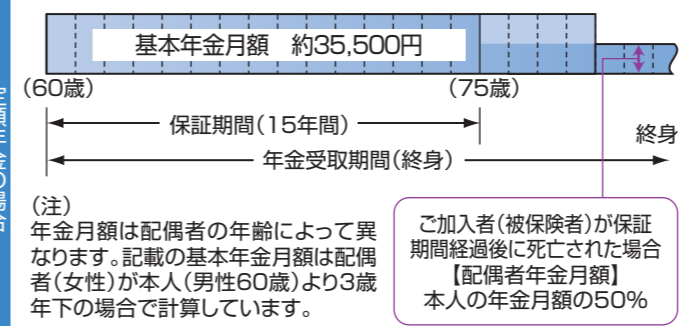 基本年金月額 約35,500円
(60歳)
(75歳)
保証期間(15年間)
終身
年金受取期間(終身)
(注)
年金月額は配偶者の年齢によって異
なります。記載の基本年金月額は配偶
者(女性)が本人(男性60歳)より3歳
年下の場合で計算しています。
ご加入者(被保険者)が保証
期間経過後に死亡された場合
【配偶者年金月額】
本人の年金月額の50%